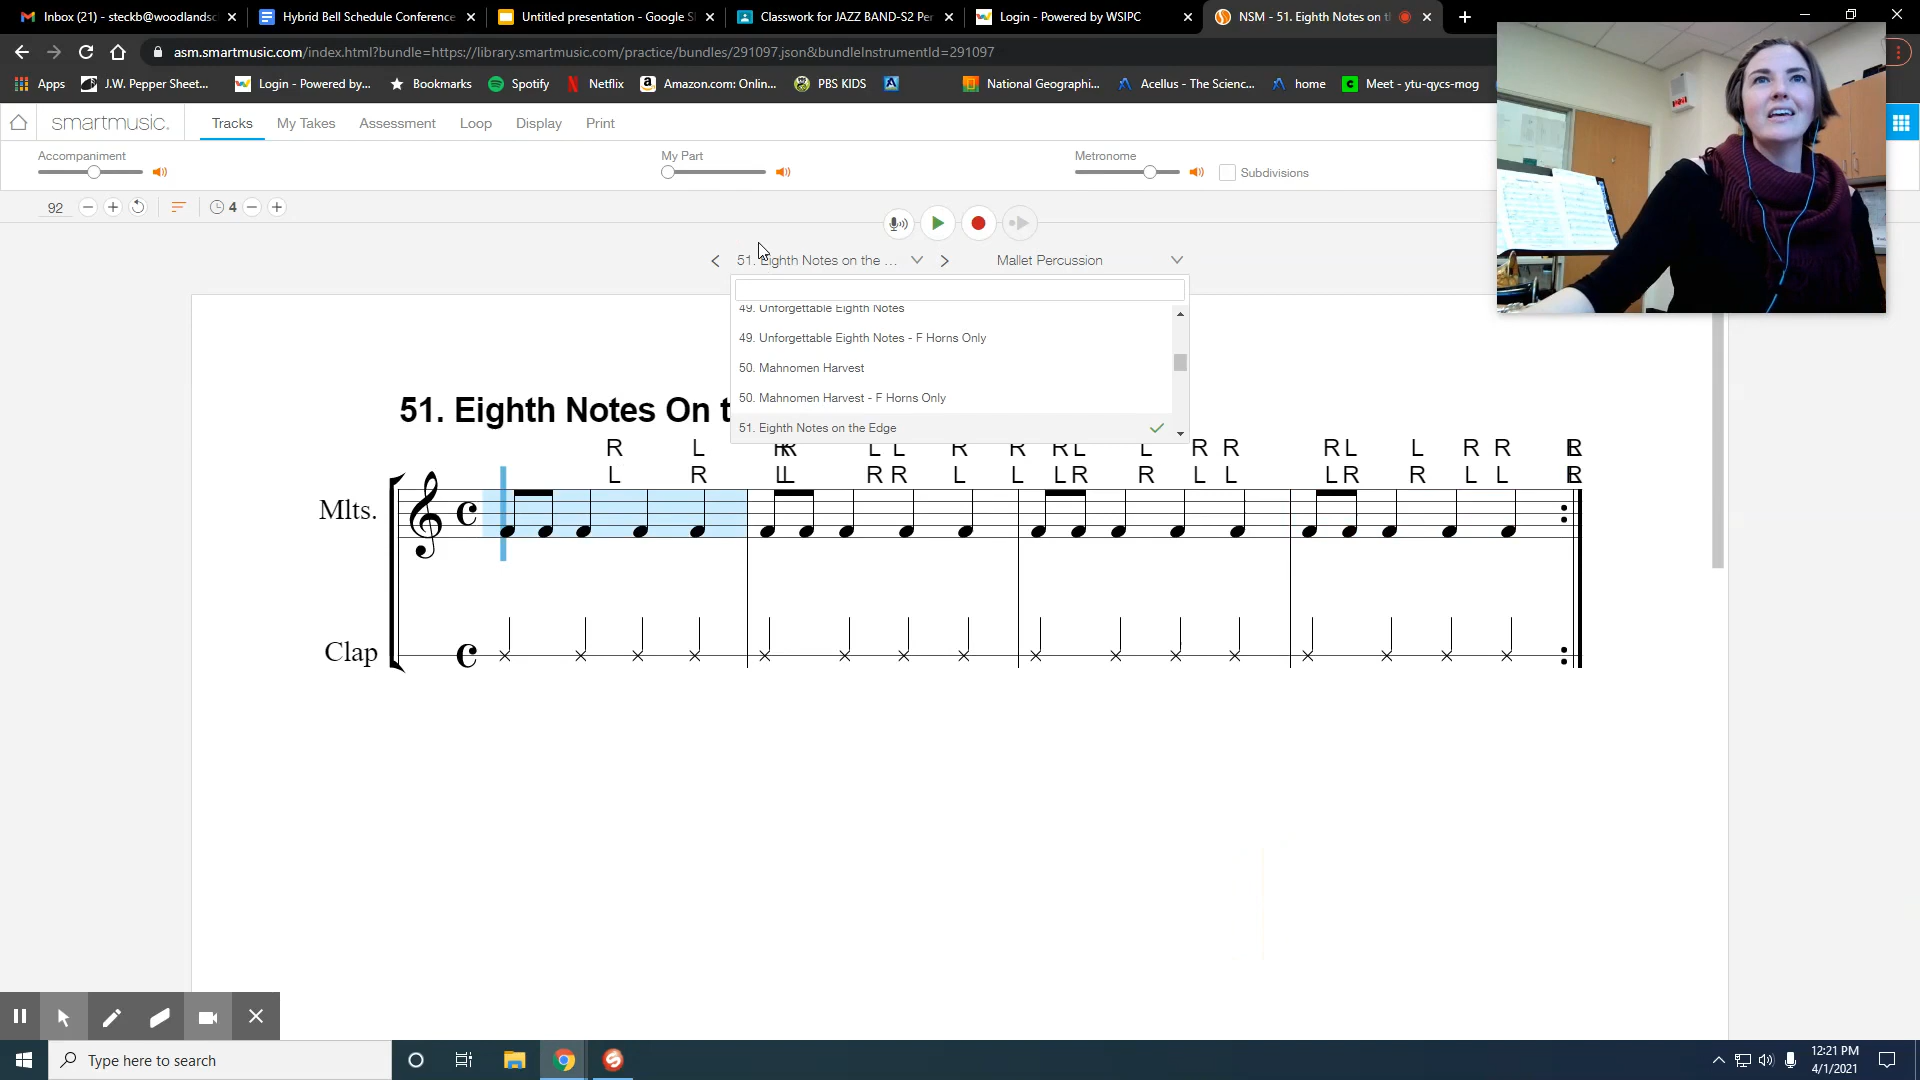 Inbox (21) - steckb@woodlandsc
Hybrid Bell Schedule Conference
Untitled presentation - Google Sl
Classwork for JAZZ BAND-S2 Per
Login - Powered by WSIPC
NSM - 51. Eighth Notes on t
asm.smartmusic.com/index.html?bundle=https://library.smartmusic.com/practice/bundles/291097.json&bundleInstrumentId=291097
Apps
J.W. Pepper Sheet...
Login - Powered by...
Bookmarks
Spotify
Netflix
Amazon.com: Onlin...
PBS KIDS
National Geographi...
Acellus - The Scienc...
home
Meet - ytu-qycs-mog
smartmusic.
Tracks
My Takes
Assessment
Loop
Display
Print
Accompaniment
My Part
Metronome
Subdivisions
92
4
51. Eighth Notes on the ...
Mallet Percussion
49. Unforgettable Eighth Notes
49. Unforgettable Eighth Notes - F Horns Only
50. Mahnomen Harvest
50. Mahnomen Harvest - F Horns Only
51. Eighth Notes on the Edge
51. Eighth Notes On t
R L R L L R R R L L R R R L L R R R
L R L R R L L L R R L L L R R L L R
Mlts.
Clap
Type here to search
12:21 PM
4/1/2021